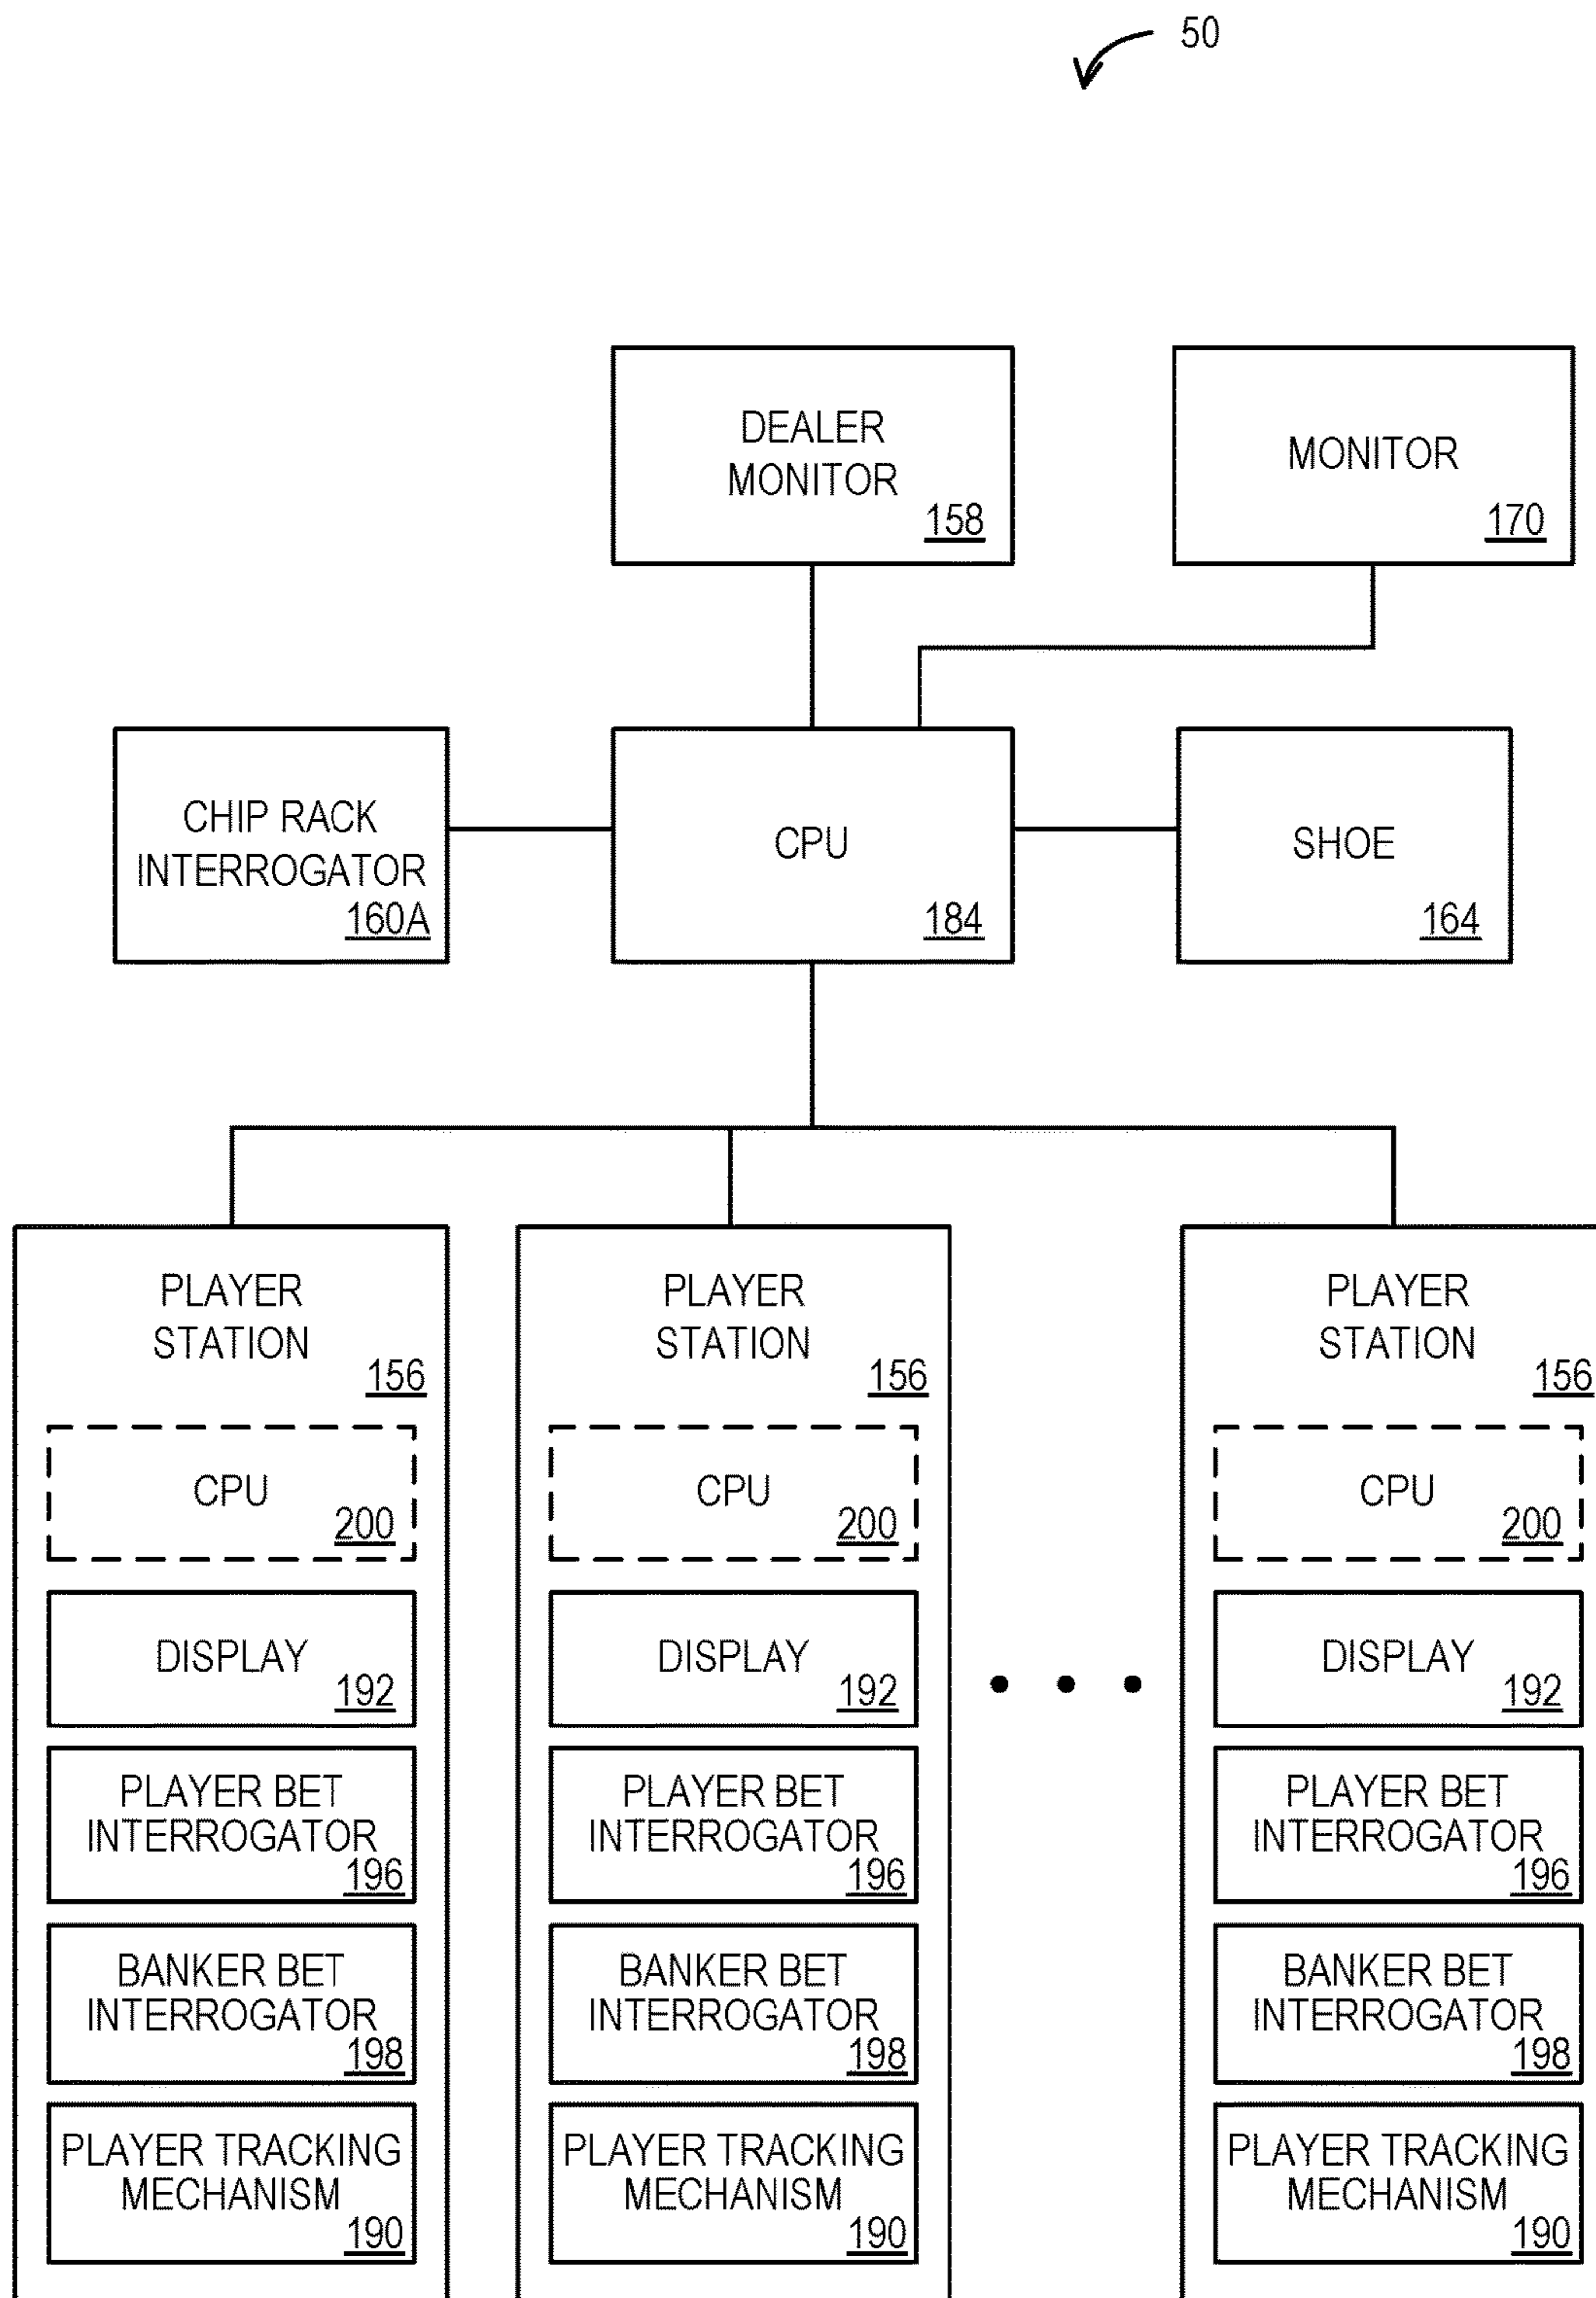 50
DEALER
MONITOR
158
MONITOR
170
CHIP RACK
INTERROGATOR
160A
CPU
184
SHOE
164
PLAYER
STATION
156
CPU
200
DISPLAY
192
PLAYER BET
INTERROGATOR
196
BANKER BET
INTERROGATOR
198
PLAYER TRACKING
MECHANISM
190
PLAYER
STATION
156
CPU
200
DISPLAY
192
PLAYER BET
INTERROGATOR
196
BANKER BET
INTERROGATOR
198
PLAYER TRACKING
MECHANISM
190
PLAYER
STATION
156
CPU
200
DISPLAY
192
PLAYER BET
INTERROGATOR
196
BANKER BET
INTERROGATOR
198
PLAYER TRACKING
MECHANISM
190